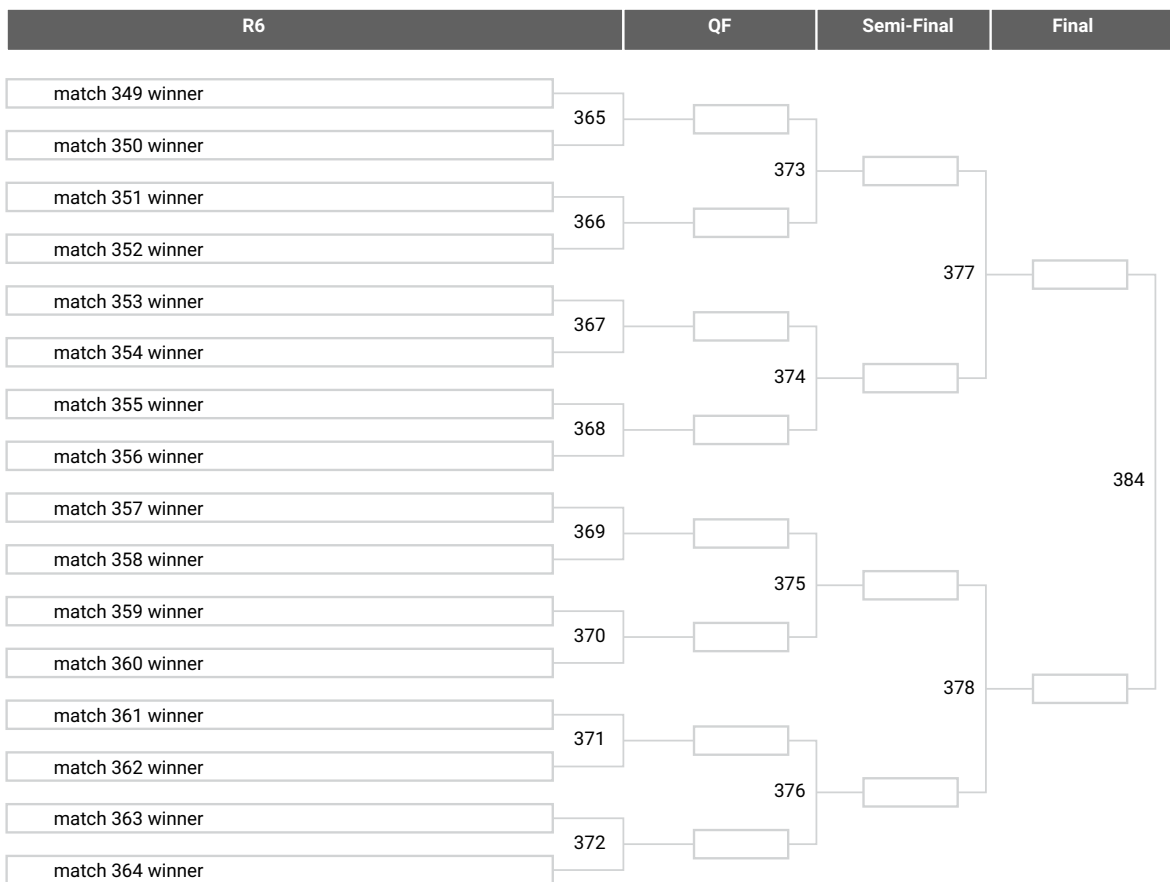 R6 QF Semi-Final Final
match 349 winner
365
match 350 winner
373
match 351 winner
366
match 352 winner
377
match 353 winner
367
match 354 winner
374
match 355 winner
368
match 356 winner
384
match 357 winner
369
match 358 winner
375
match 359 winner
370
match 360 winner
378
match 361 winner
371
match 362 winner
376
match 363 winner
372
match 364 winner